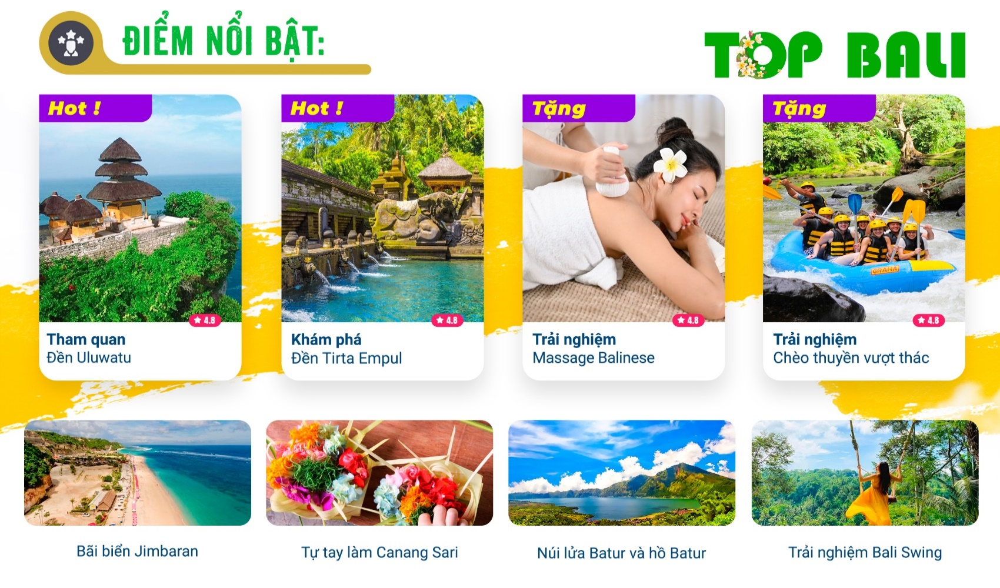 ĐIỂM NỔI BẬT:
TOP BALI
Hot !
Hot !
Tặng
Tặng
GRAHA
4.8
4.8
4.8
4.8
Tham quan
Đền Uluwatu
Khám phá
Đền Tirta Empul
Trải nghiệm
Massage Balinese
Trải nghiệm
Chèo thuyền vượt thác
Bãi biển Jimbaran
Tự tay làm Canang Sari
Núi lửa Batur và hồ Batur
Trải nghiệm Bali Swing